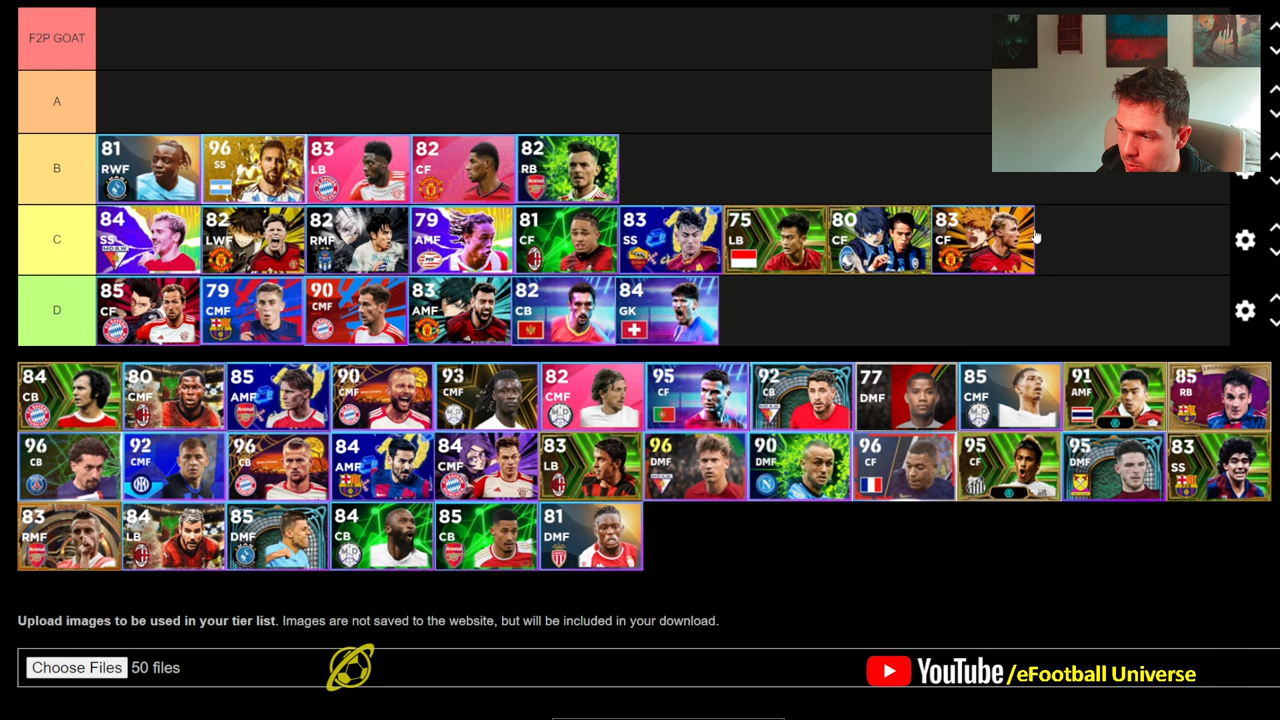 F2P GOAT
A
B
81 RWF
96 SS
83 LB
82 CF
82 RB
C
84 SS
82 LWF
82 RMF
79 AMF
81 CF
83 SS
75 LB
80 CF
83 CF
D
85 CF
79 CMF
90 CMF
83 AMF
82 CB
84 GK
84 CB
80 CMF
85 AMF
90 CMF
93 CMF
82 CMF
95 CF
92 CB
77 DMF
85 CMF
91 AMF
85 RB
96 CB
92 CMF
96 CB
84 AMF
84 CMF
83 LB
96 DMF
90 DMF
96 CF
95 CF
95 DMF
83 SS
83 RMF
84 LB
85 DMF
84 CB
85 CB
81 DMF
Upload images to be used in your tier list. Images are not saved to the website, but will be included in your download.
Choose Files 50 files
YouTube /eFootball Universe